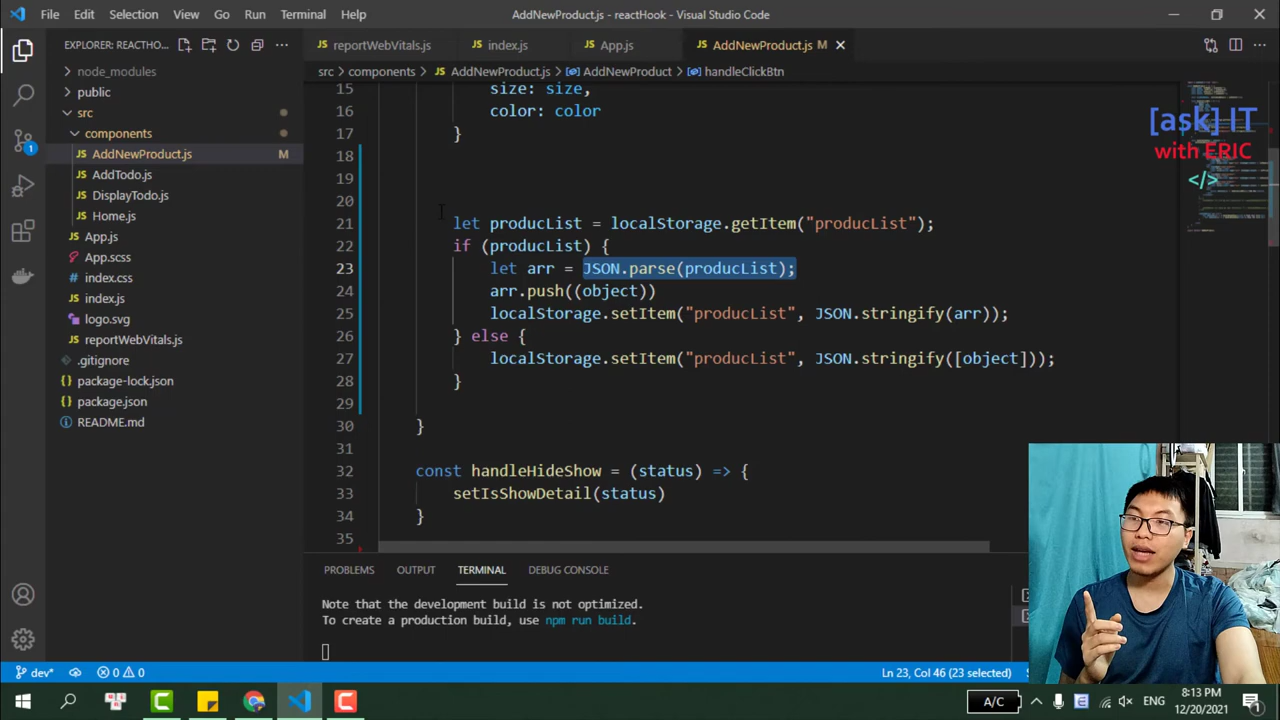 File Edit Selection View Go Run Terminal Help
AddNewProduct.js - reactHook - Visual Studio Code
EXPLORER: REACTHO...
node_modules
public
src
components
AddNewProduct.js M
AddTodo.js
DisplayTodo.js
Home.js
App.js
App.scss
index.css
index.js
logo.svg
reportWebVitals.js
.gitignore
package-lock.json
package.json
README.md
reportWebVitals.js index.js App.js AddNewProduct.js M
src > components > AddNewProduct.js > AddNewProduct > handleClickBtn
15 size: size,
16 color: color
17 }
18
19
20
21 let producList = localStorage.getItem("producList");
22 if (producList) {
23 let arr = JSON.parse(producList);
24 arr.push((object))
25 localStorage.setItem("producList", JSON.stringify(arr));
26 } else {
27 localStorage.setItem("producList", JSON.stringify([object]));
28 }
29
30 }
31
32 const handleHideShow = (status) => {
33 setIsShowDetail(status)
34 }
35
[ask] IT
with ERIC
</>
PROBLEMS OUTPUT TERMINAL DEBUG CONSOLE
Note that the development build is not optimized.
To create a production build, use npm run build.
dev* 0 0
Ln 23, Col 46 (23 selected)
A/C ENG
8:13 PM
12/20/2021